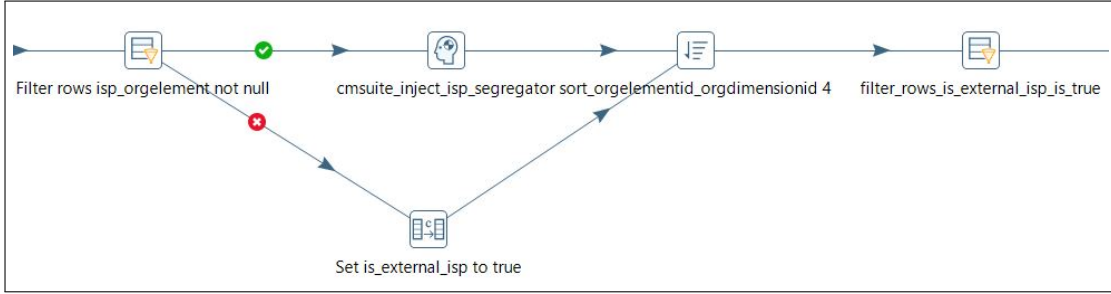 Filter rows isp_orgelement not null
cmsuite_inject_isp_segregator
sort_orgelementid_orgdimensionid 4
filter_rows_is_external_isp_is_true
c
Set is_external_isp to true